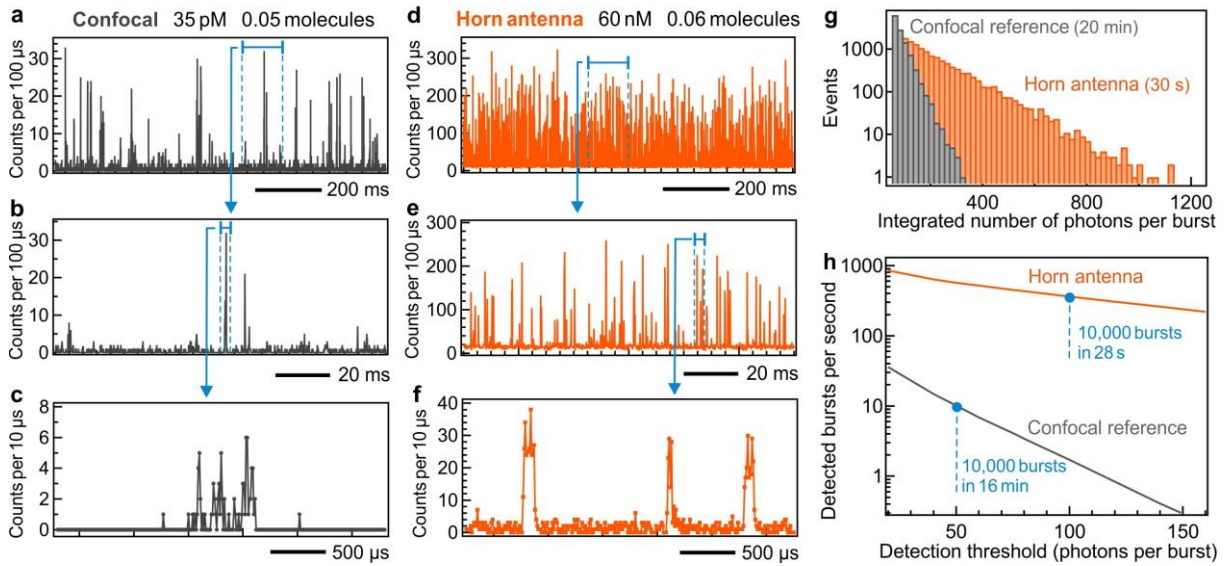 a Confocal 35 pM 0.05 molecules
Counts per 100 µs
30
20
10
0
200 ms
b
Counts per 100 µs
30
20
10
0
20 ms
c
Counts per 10 µs
8
6
4
2
0
500 µs
d Horn antenna 60 nM 0.06 molecules
Counts per 100 µs
300
200
100
0
200 ms
e
Counts per 100 µs
300
200
100
0
20 ms
f
Counts per 10 µs
40
30
20
10
0
500 µs
g
Confocal reference (20 min)
Horn antenna (30 s)
Events
1000
100
10
1
400 800 1200
Integrated number of photons per burst
h
Horn antenna
10,000 bursts
in 28 s
Confocal reference
10,000 bursts
in 16 min
Detected bursts per second
1000
100
10
1
50 100 150
Detection threshold (photons per burst)